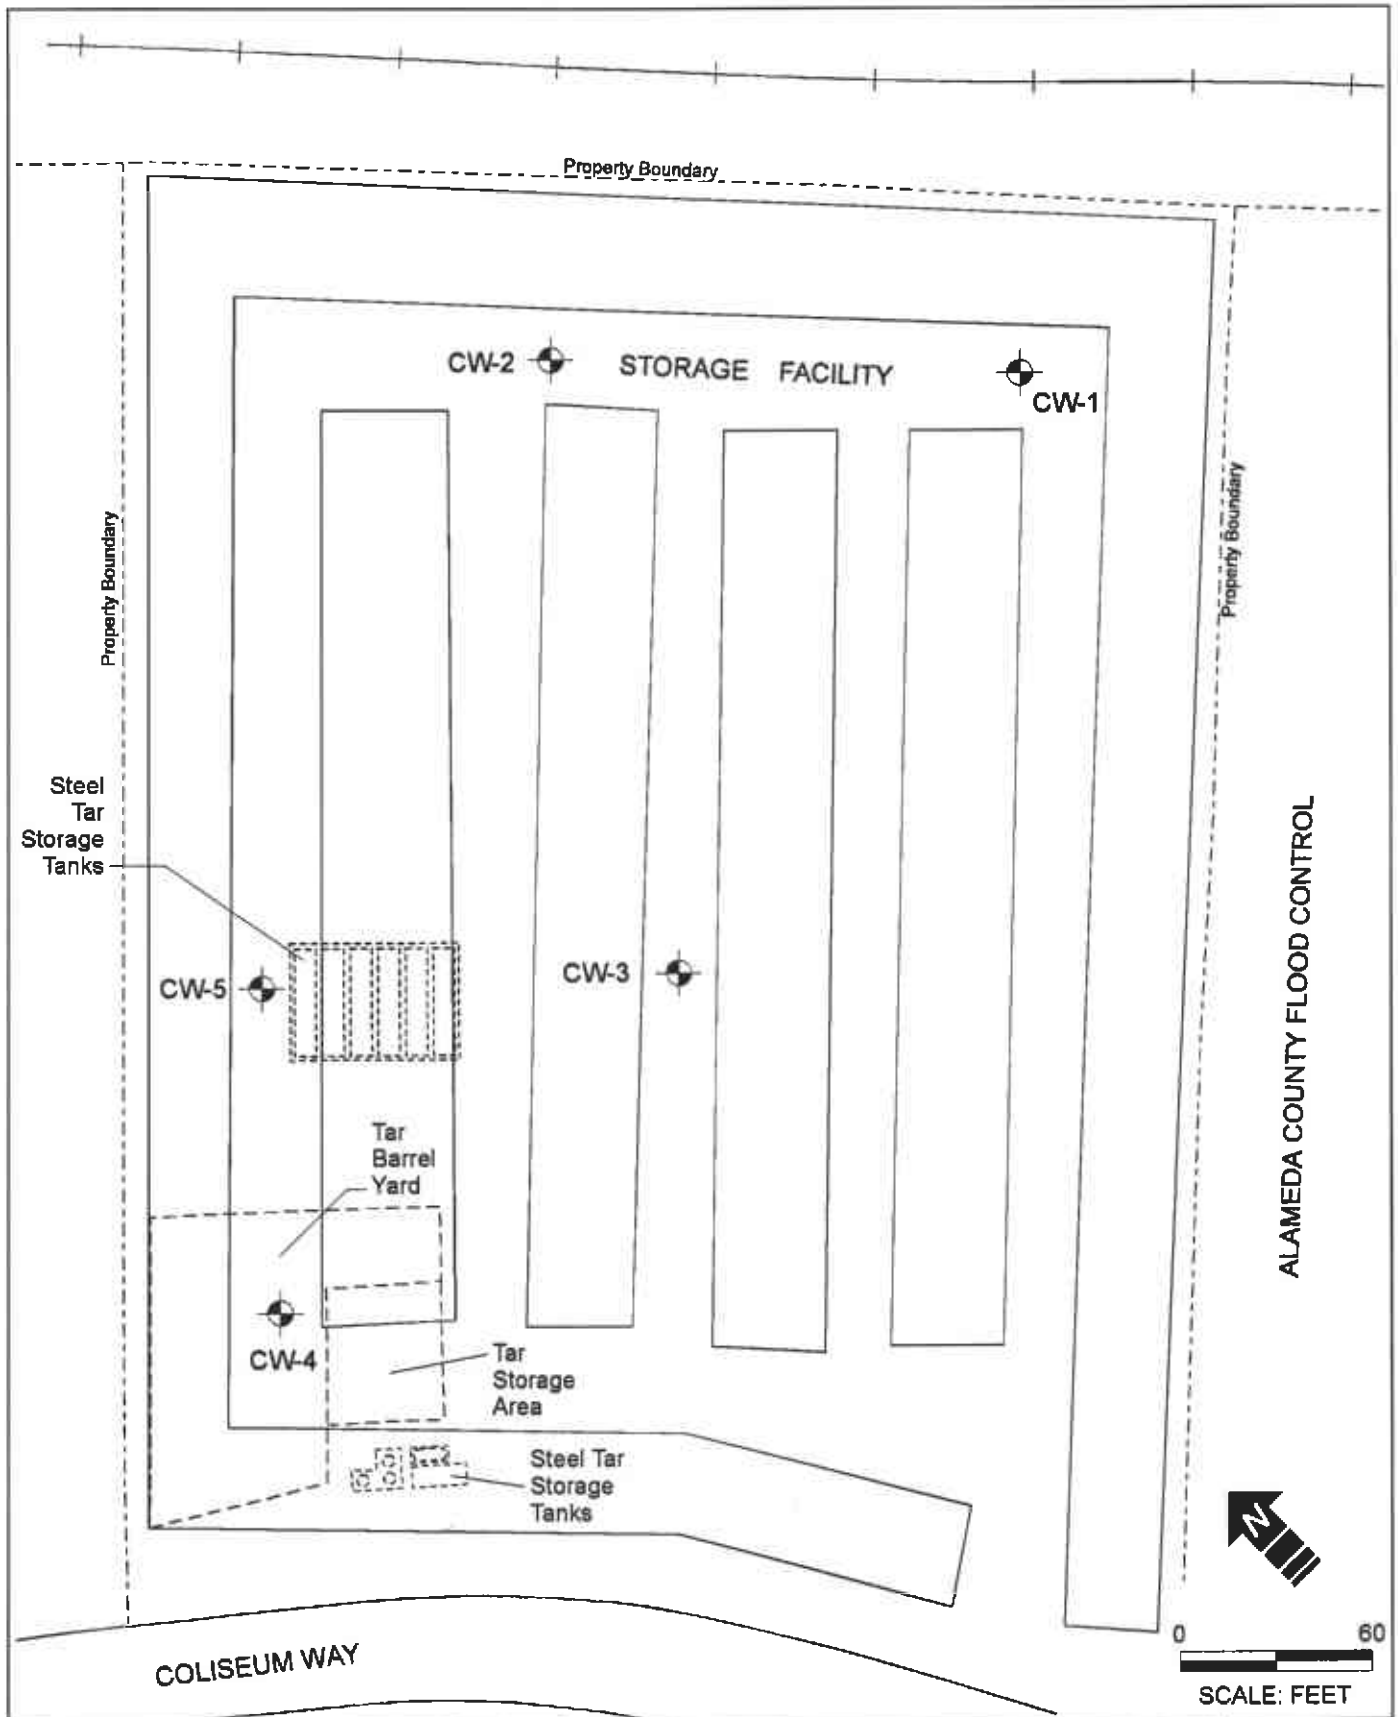 Property Boundary
CW-2
STORAGE FACILITY
CW-1
Property Boundary
Property Boundary
Steel
Tar
Storage
Tanks
CW-5
CW-3
ALAMEDA COUNTY FLOOD CONTROL
Tar
Barrel
Yard
CW-4
Tar
Storage
Area
Steel Tar
Storage
Tanks
N
COLISEUM WAY
0 60
SCALE: FEET